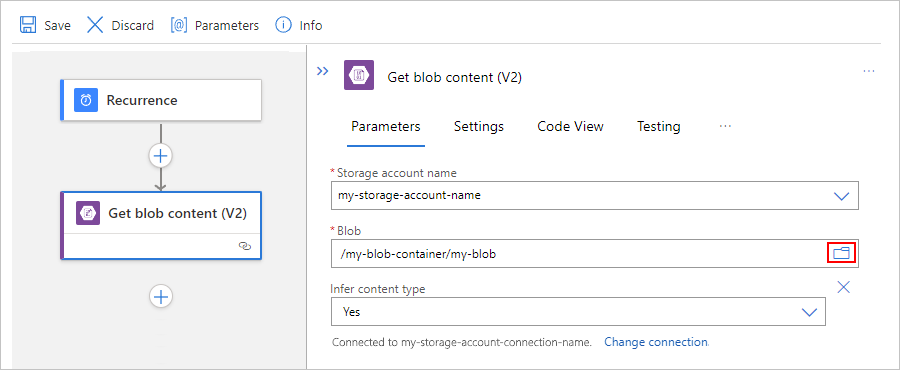 Save Discard [@] Parameters Info
Recurrence
Get blob content (V2)
Get blob content (V2)
Parameters Settings Code View Testing
* Storage account name
my-storage-account-name
* Blob
/my-blob-container/my-blob
Infer content type
Yes
Connected to my-storage-account-connection-name. Change connection